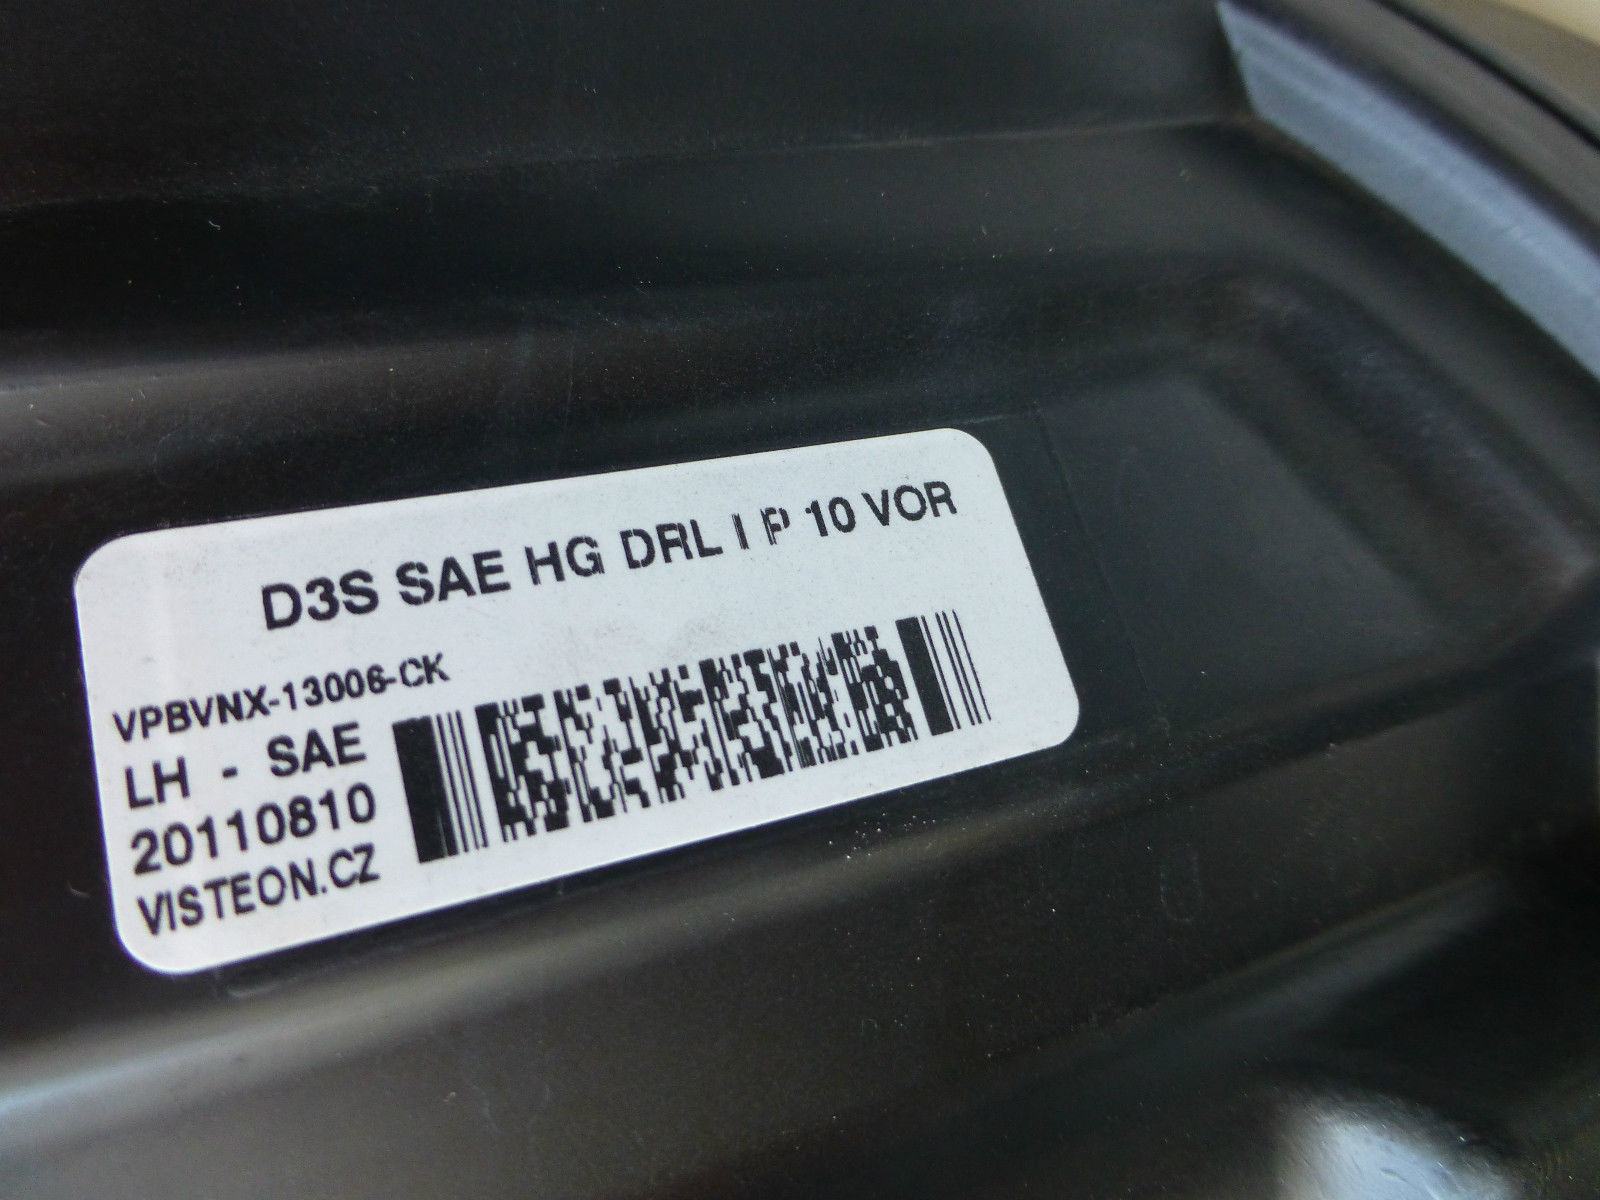 D3S SAE HG DRL I P 10 VOR
VPBVNX-13006-CK
LH - SAE
20110810
VISTEON.CZ